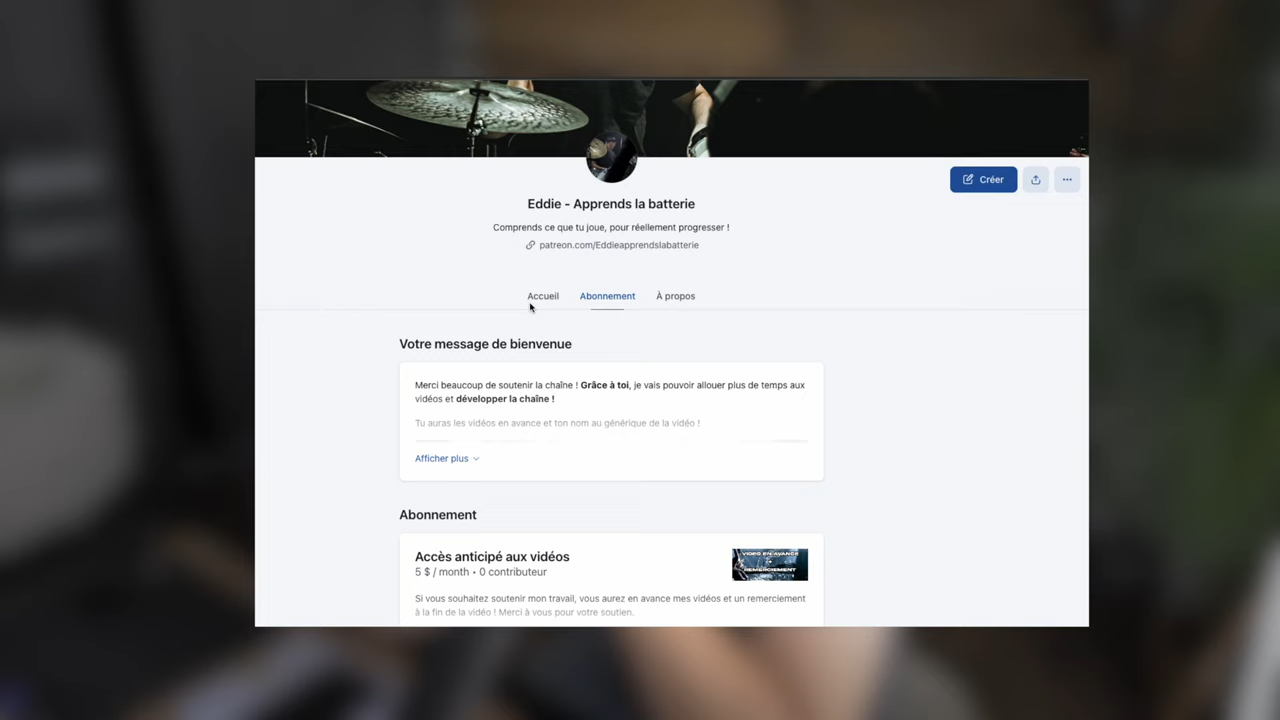 Créer
Eddie - Apprends la batterie
Comprends ce que tu joue, pour réellement progresser !
patreon.com/Eddieapprendslabatterie
Accueil Abonnement À propos
Votre message de bienvenue
Merci beaucoup de soutenir la chaîne ! Grâce à toi, je vais pouvoir allouer plus de temps aux
vidéos et développer la chaîne !
Tu auras les vidéos en avance et ton nom au générique de la vidéo !
Afficher plus
Abonnement
Accès anticipé aux vidéos
5 $ / month • 0 contributeur
VIDÉO EN AVANCE
REMERCIEMENT
Si vous souhaitez soutenir mon travail, vous aurez en avance mes vidéos et un remerciement
à la fin de la vidéo ! Merci à vous pour votre soutien.